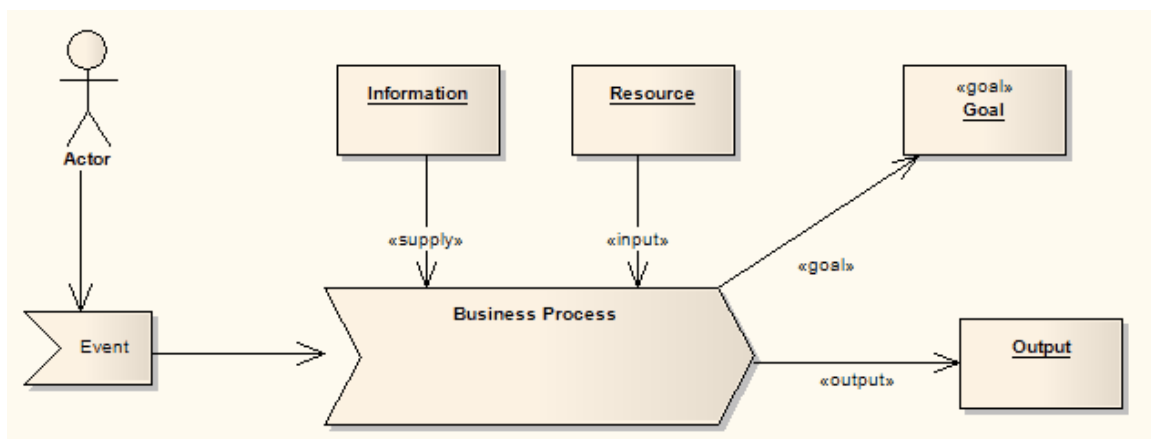 Information
Resource
«goal»
Goal
Actor
«supply»
«input»
«goal»
Business Process
Event
Output
«output»